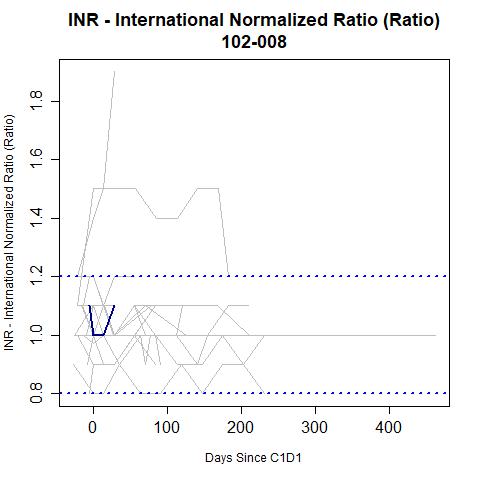 INR - International Normalized Ratio (Ratio)
102-008
INR - International Normalized Ratio (Ratio)
1.8
1.6
1.4
1.2
1.0
0.8
0 100 200 300 400
Days Since C1D1